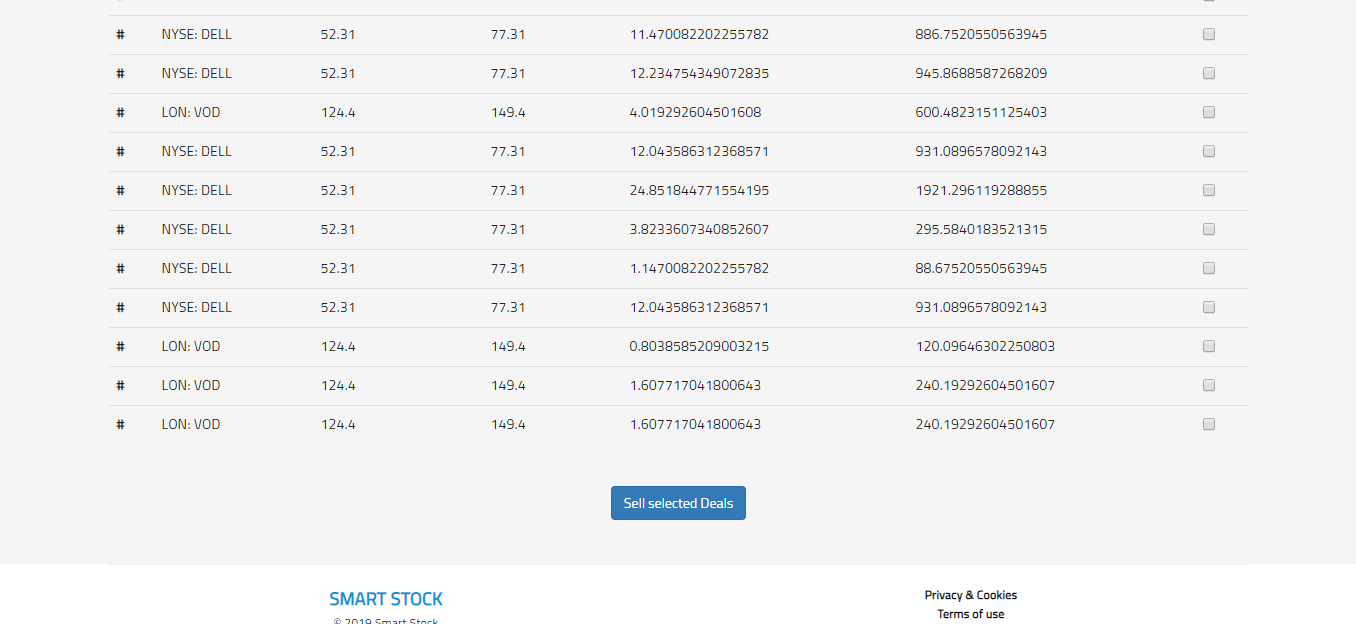 # NYSE: DELL 52.31 77.31 11.470082202255782 886.7520550563945
# NYSE: DELL 52.31 77.31 12.234754349072835 945.8688587268209
# LON: VOD 124.4 149.4 4.019292604501608 600.4823151125403
# NYSE: DELL 52.31 77.31 12.043586312368571 931.0896578092143
# NYSE: DELL 52.31 77.31 24.851844771554195 1921.296119288855
# NYSE: DELL 52.31 77.31 3.8233607340852607 295.5840183521315
# NYSE: DELL 52.31 77.31 1.1470082202255782 88.67520550563945
# NYSE: DELL 52.31 77.31 12.043586312368571 931.0896578092143
# LON: VOD 124.4 149.4 0.8038585209003215 120.09646302250803
# LON: VOD 124.4 149.4 1.607717041800643 240.19292604501607
# LON: VOD 124.4 149.4 1.607717041800643 240.19292604501607
Sell selected Deals
SMART STOCK
© 2019 Smart Stock
Privacy & Cookies
Terms of use